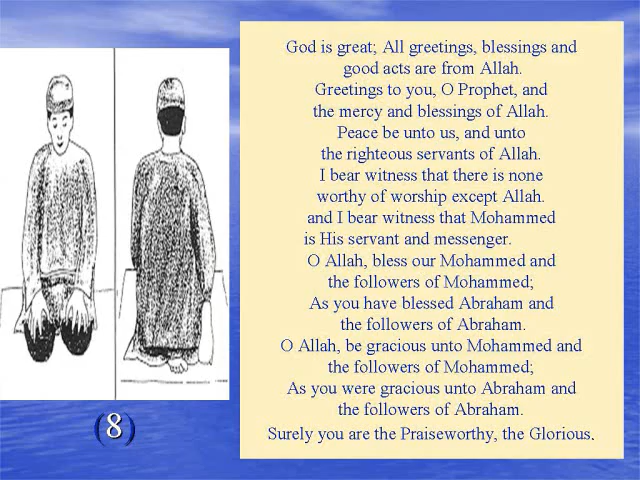 God is great; All greetings, blessings and
good acts are from Allah.
Greetings to you, O Prophet, and
the mercy and blessings of Allah.
Peace be unto us, and unto
the righteous servants of Allah.
I bear witness that there is none
worthy of worship except Allah.
and I bear witness that Mohammed
is His servant and messenger.
O Allah, bless our Mohammed and
the followers of Mohammed;
As you have blessed Abraham and
the followers of Abraham.
O Allah, be gracious unto Mohammed and
the followers of Mohammed;
As you were gracious unto Abraham and
the followers of Abraham.
Surely you are the Praiseworthy, the Glorious.
(8)